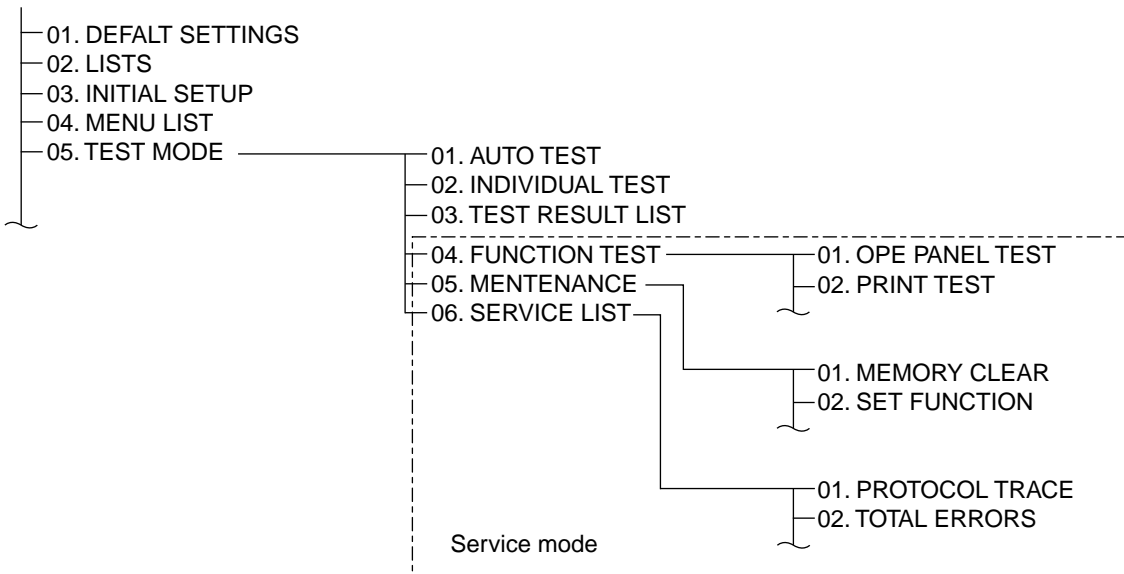 01. DEFALT SETTINGS
02. LISTS
03. INITIAL SETUP
04. MENU LIST
05. TEST MODE
01. AUTO TEST
02. INDIVIDUAL TEST
03. TEST RESULT LIST
04. FUNCTION TEST
05. MENTENANCE
06. SERVICE LIST
01. OPE PANEL TEST
02. PRINT TEST
01. MEMORY CLEAR
02. SET FUNCTION
01. PROTOCOL TRACE
02. TOTAL ERRORS
Service mode